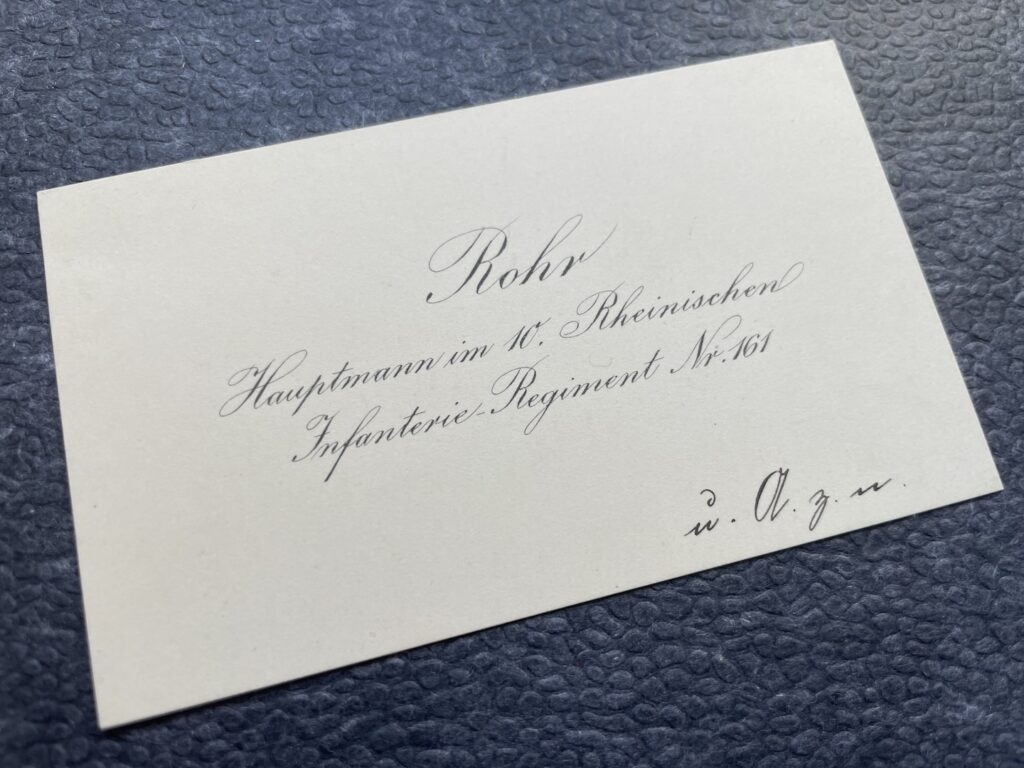 Rohr
Hauptmann im 10. Rheinischen
Infanterie-Regiment Nr. 161
u. A. z. n.